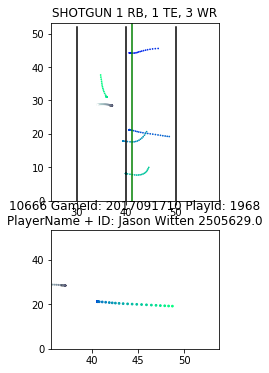 SHOTGUN 1 RB, 1 TE, 3 WR
50
40
30
20
10
0
30 40 50
10666 GameId: 2017091710 PlayId: 1968
PlayerName + ID: Jason Witten 2505629.0
40
20
0
40 45 50